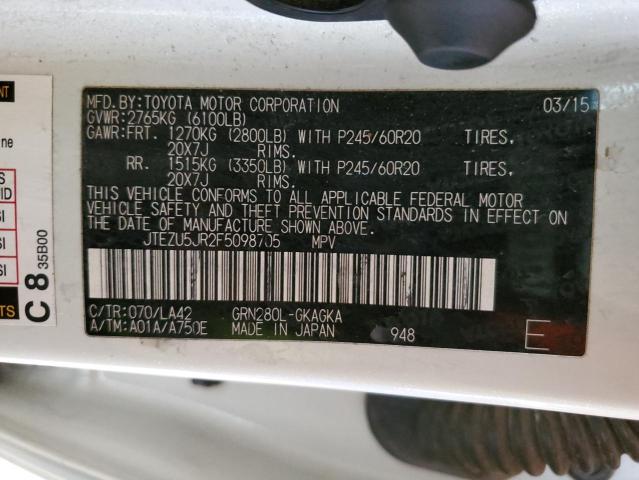 MFD.BY:TOYOTA MOTOR CORPORATION 03/15
GVWR:2765KG (6100LB)
GAWR:FRT. 1270KG (2800LB) WITH P245/60R20 TIRES,
20X7J RIMS.
RR. 1515KG (3350LB) WITH P245/60R20 TIRES,
20X7J RIMS.
THIS VEHICLE CONFORMS TO ALL APPLICABLE FEDERAL MOTOR
VEHICLE SAFETY AND THEFT PREVENTION STANDARDS IN EFFECT ON
THE DATE OF MANUFACTURE SHOWN ABOVE.
JTEZU5JR2F5098705 MPV
C/TR:070/LA42 GRN280L-GKAGKA
A/TM:A01A/A750E MADE IN JAPAN 948 E
C 8 35B00